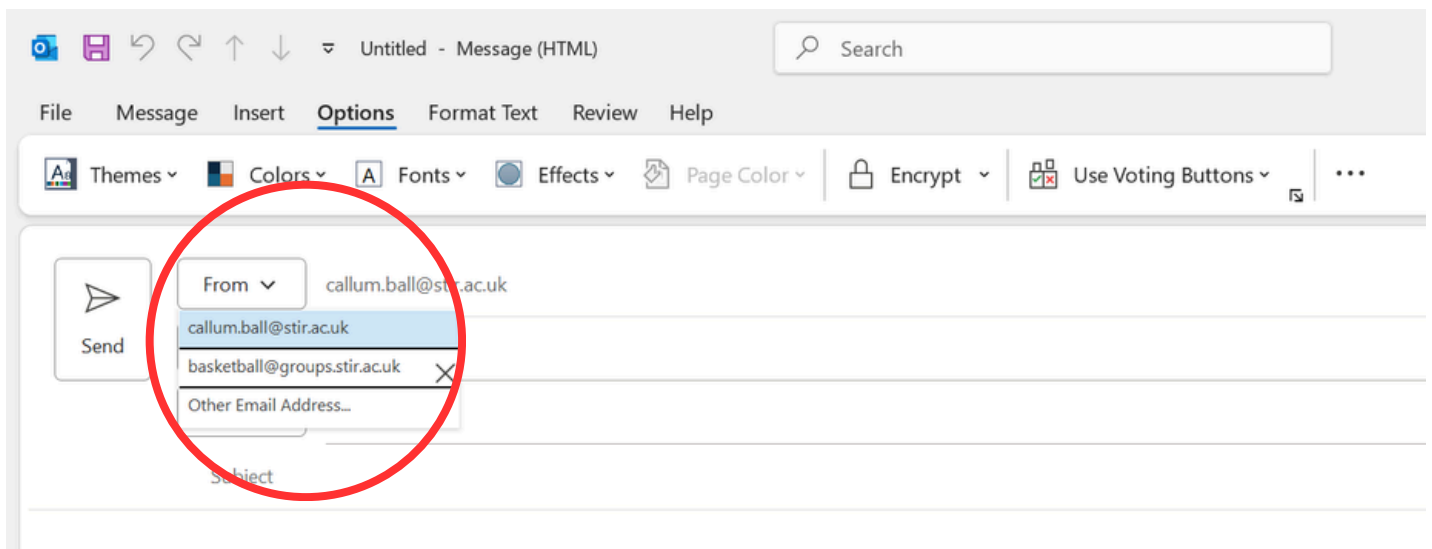 Untitled - Message (HTML) Search
File Message Insert Options Format Text Review Help
Themes Colors A Fonts Effects Page Color Encrypt Use Voting Buttons ...
From callum.ball@stir.ac.uk
callum.ball@stir.ac.uk
Send
basketball@groups.stir.ac.uk
Other Email Address...
Subject